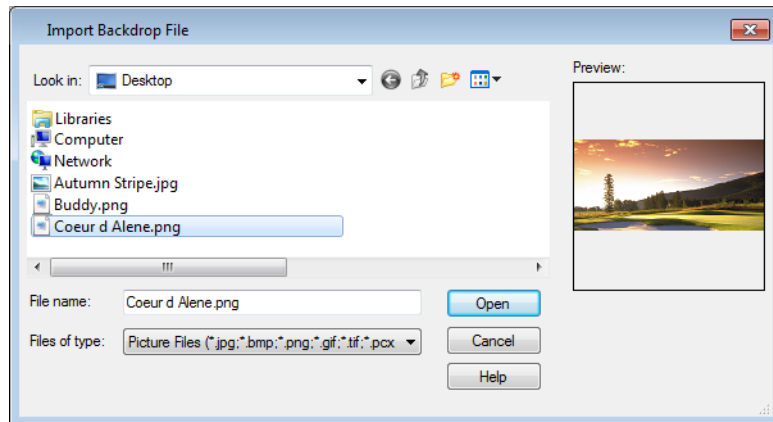 Import Backdrop File
Look in: Desktop
Preview:
Libraries
Computer
Network
Autumn Stripe.jpg
Buddy.png
Coeur d Alene.png
File name: Coeur d Alene.png Open
Files of type: Picture Files (*.jpg;*.bmp;*.png;*.gif;*.tif;*.pcx Cancel
Help